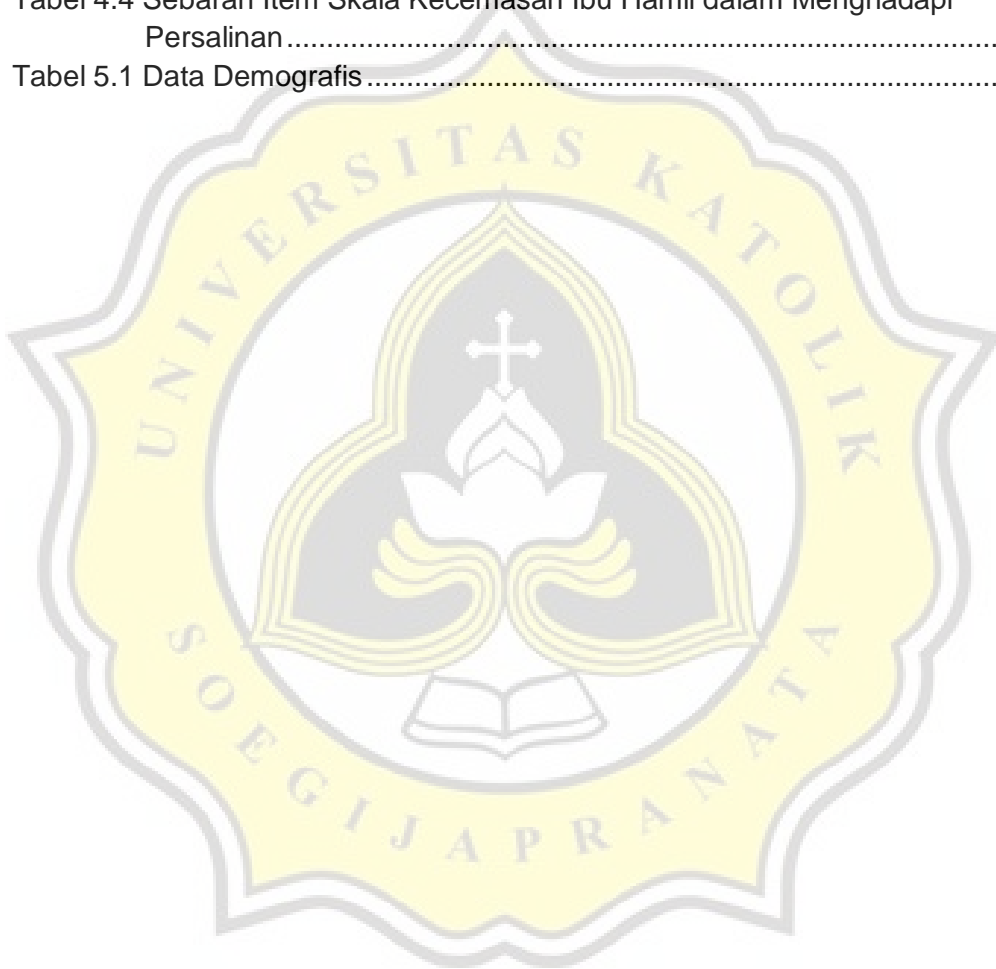 Tabel 4.4 Sebaran Item Skala Kecemasan Ibu Hamil dalam Menghadapi
Persalinan........................................................................................
Tabel 5.1 Data Demografis..............................................................................
UNIVERSITAS KATOLIK
SOEGIJAPRANATA